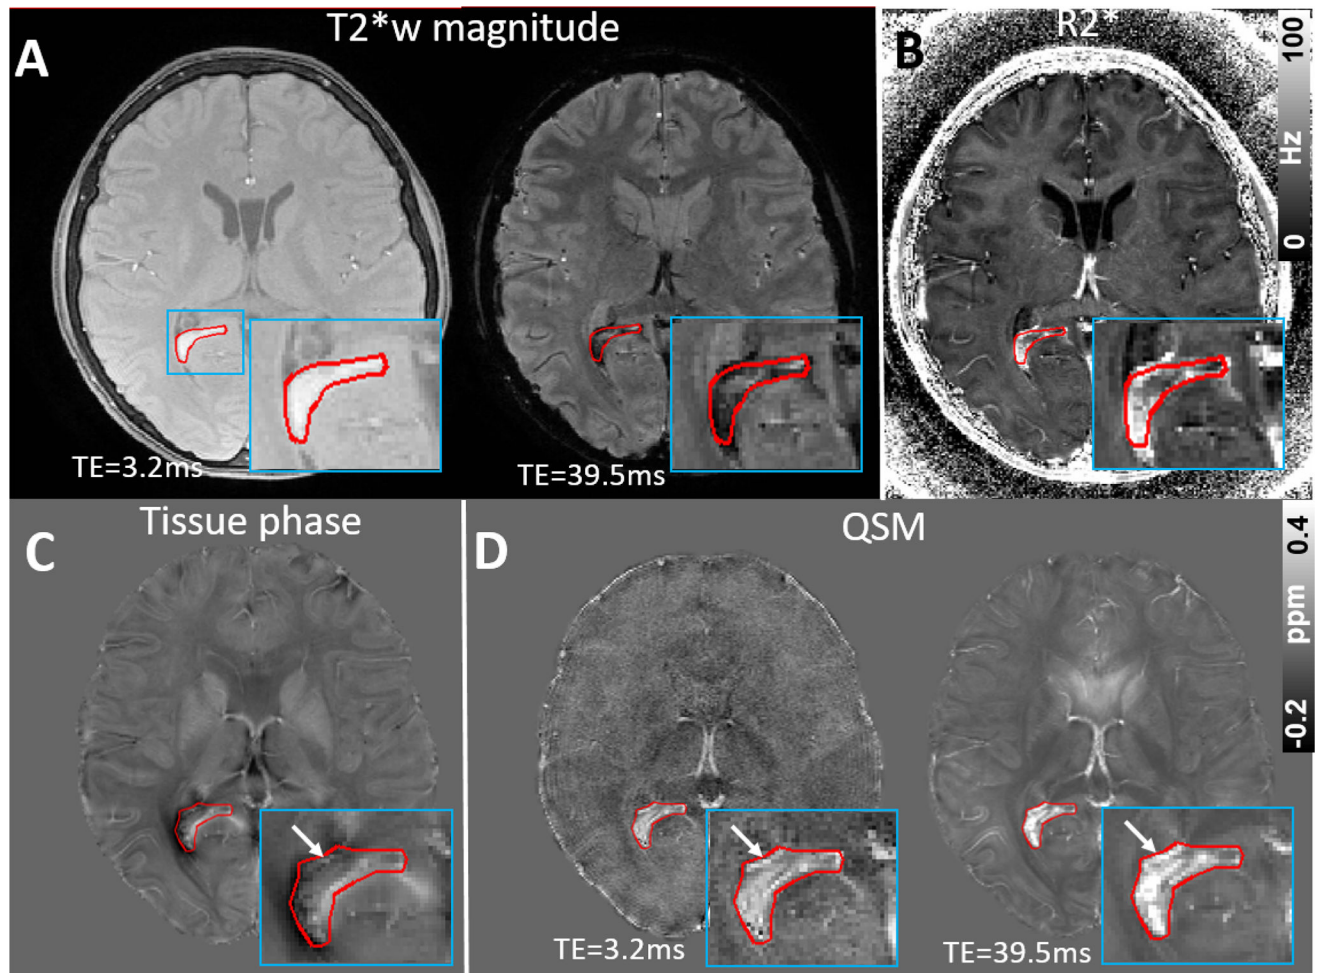 T2*w magnitude
A
TE=3.2ms
TE=39.5ms
R2*
B
100
Hz
0
Tissue phase
C
QSM
D
0.4
ppm
-0.2
TE=3.2ms
TE=39.5ms